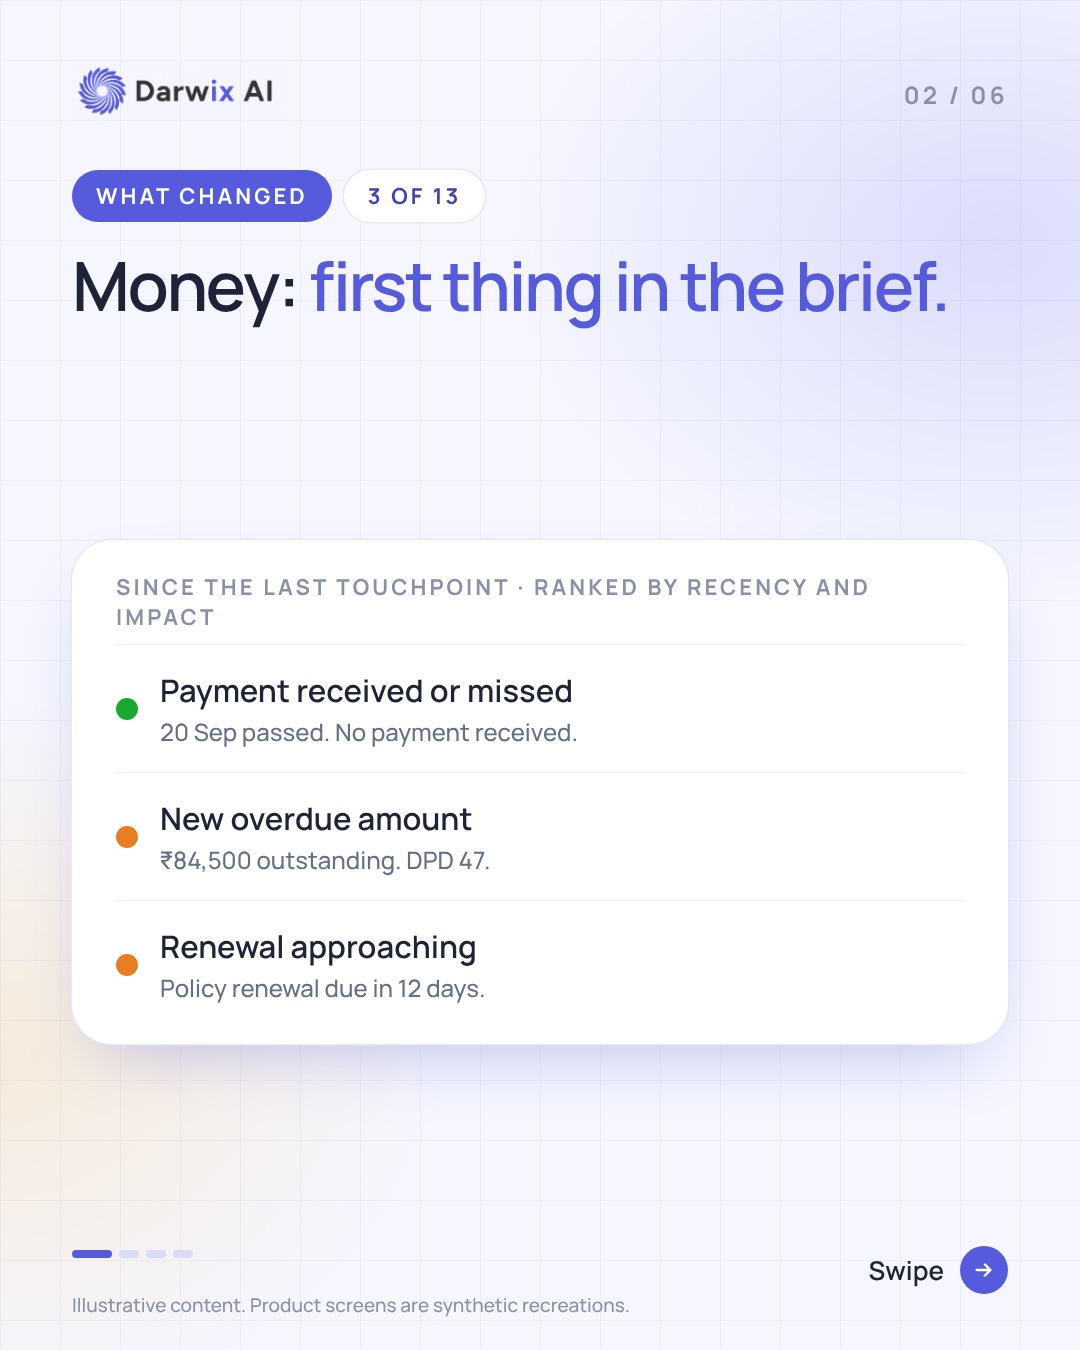 Darwix AI
02 / 06
WHAT CHANGED
3 OF 13
Money: first thing in the brief.
SINCE THE LAST TOUCHPOINT · RANKED BY RECENCY AND
IMPACT
Payment received or missed
20 Sep passed. No payment received.
New overdue amount
₹84,500 outstanding. DPD 47.
Renewal approaching
Policy renewal due in 12 days.
Swipe
Illustrative content. Product screens are synthetic recreations.